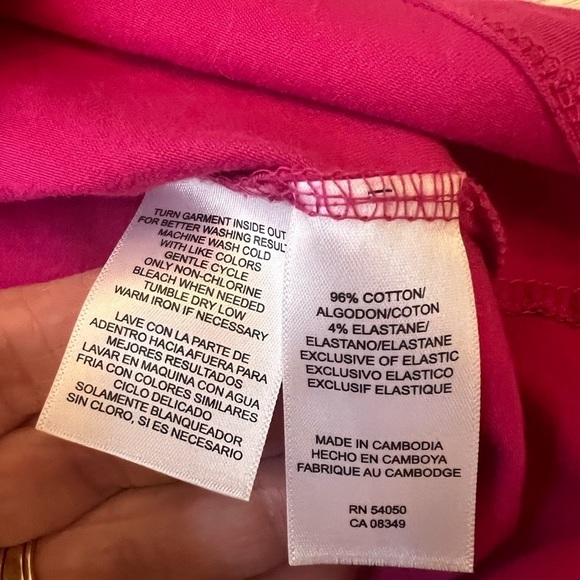 TURN GARMENT INSIDE OUT
FOR BETTER WASHING RESULT
MACHINE WASH COLD
WITH LIKE COLORS
GENTLE CYCLE
ONLY NON-CHLORINE
BLEACH WHEN NEEDED
TUMBLE DRY LOW
WARM IRON IF NECESSARY
LAVE CON LA PARTE DE
ADENTRO HACIA AFUERA PARA
MEJORES RESULTADOS
LAVAR EN MAQUINA CON AGUA
FRIA CON COLORES SIMILARES
CICLO DELICADO
SOLAMENTE BLANQUEADOR
SIN CLORO, SI ES NECESARIO
96% COTTON/
ALGODON/COTON
4% ELASTANE/
ELASTANO/ELASTANE
EXCLUSIVE OF ELASTIC
EXCLUSIVO ELASTICO
EXCLUSIF ELASTIQUE
MADE IN CAMBODIA
HECHO EN CAMBOYA
FABRIQUE AU CAMBODGE
RN 54050
CA 08349